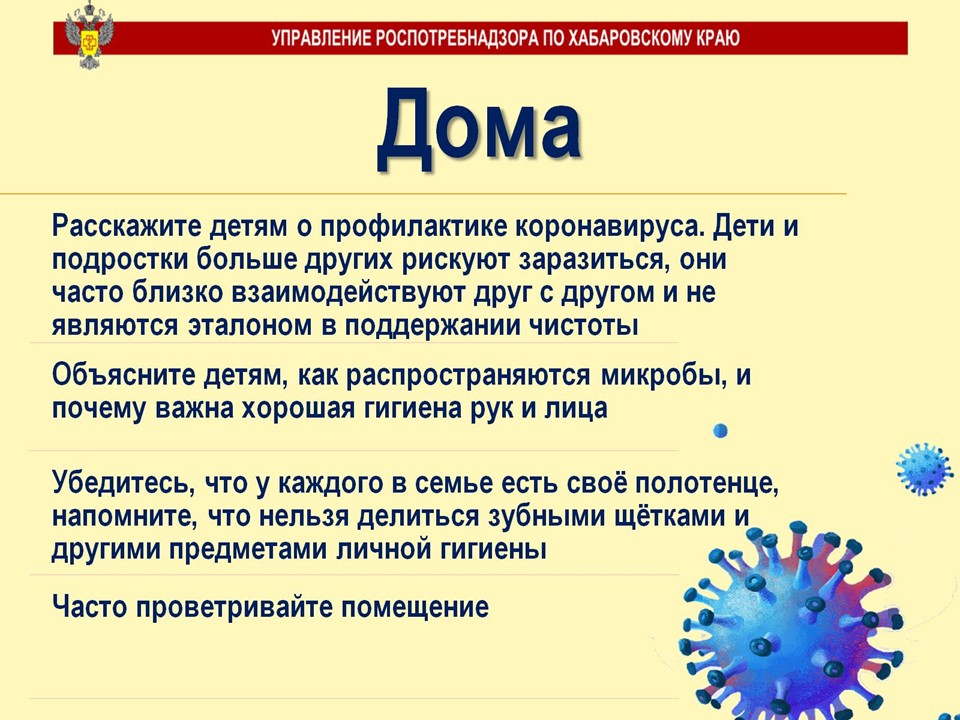 УПРАВЛЕНИЕ РОСПОТРЕБНАДЗОРА ПО ХАБАРОВСКОМУ КРАЮ
Дома
Расскажите детям о профилактике коронавируса. Дети и
подростки больше других рискуют заразиться, они
часто близко взаимодействуют друг с другом и не
являются эталоном в поддержании чистоты
Объясните детям, как распространяются микробы, и
почему важна хорошая гигиена рук и лица
Убедитесь, что у каждого в семье есть своё полотенце,
напомните, что нельзя делиться зубными щётками и
другими предметами личной гигиены
Часто проветривайте помещение